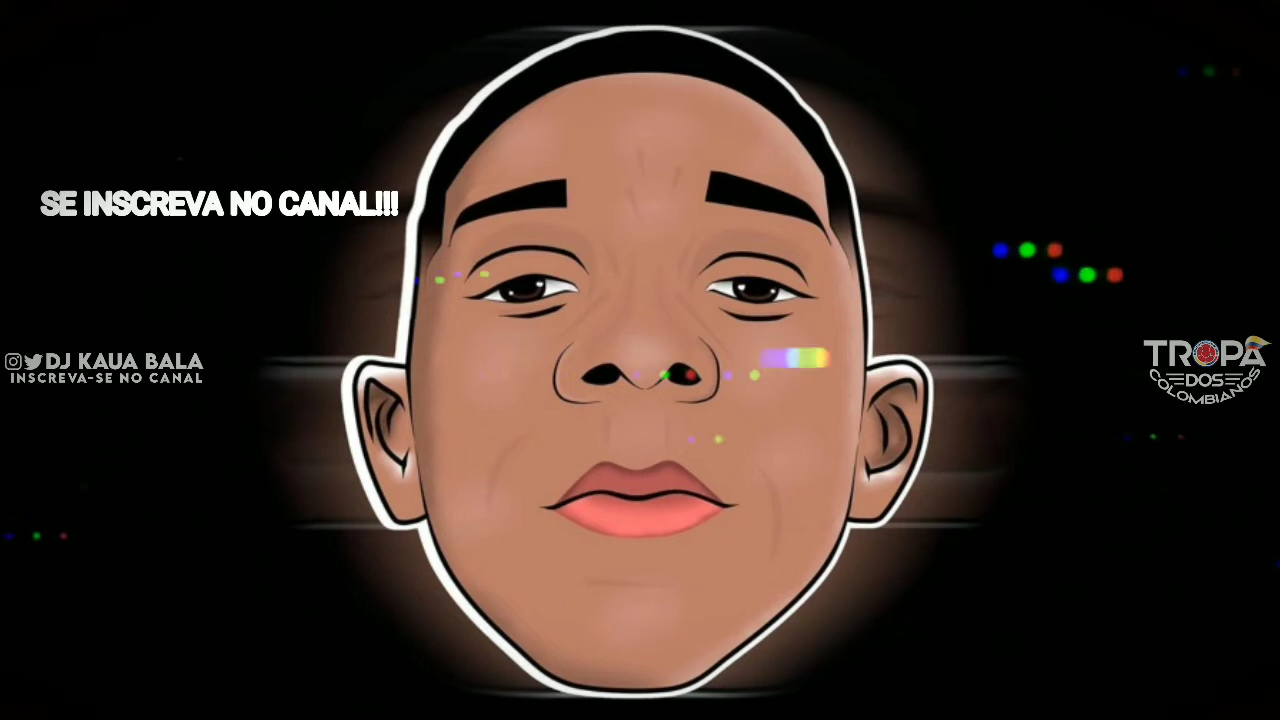 SE INSCREVA NO CANAL!!!
DJ KAUA BALA
INSCREVA-SE NO CANAL
TROPA
DOS
COLOMBIANOS